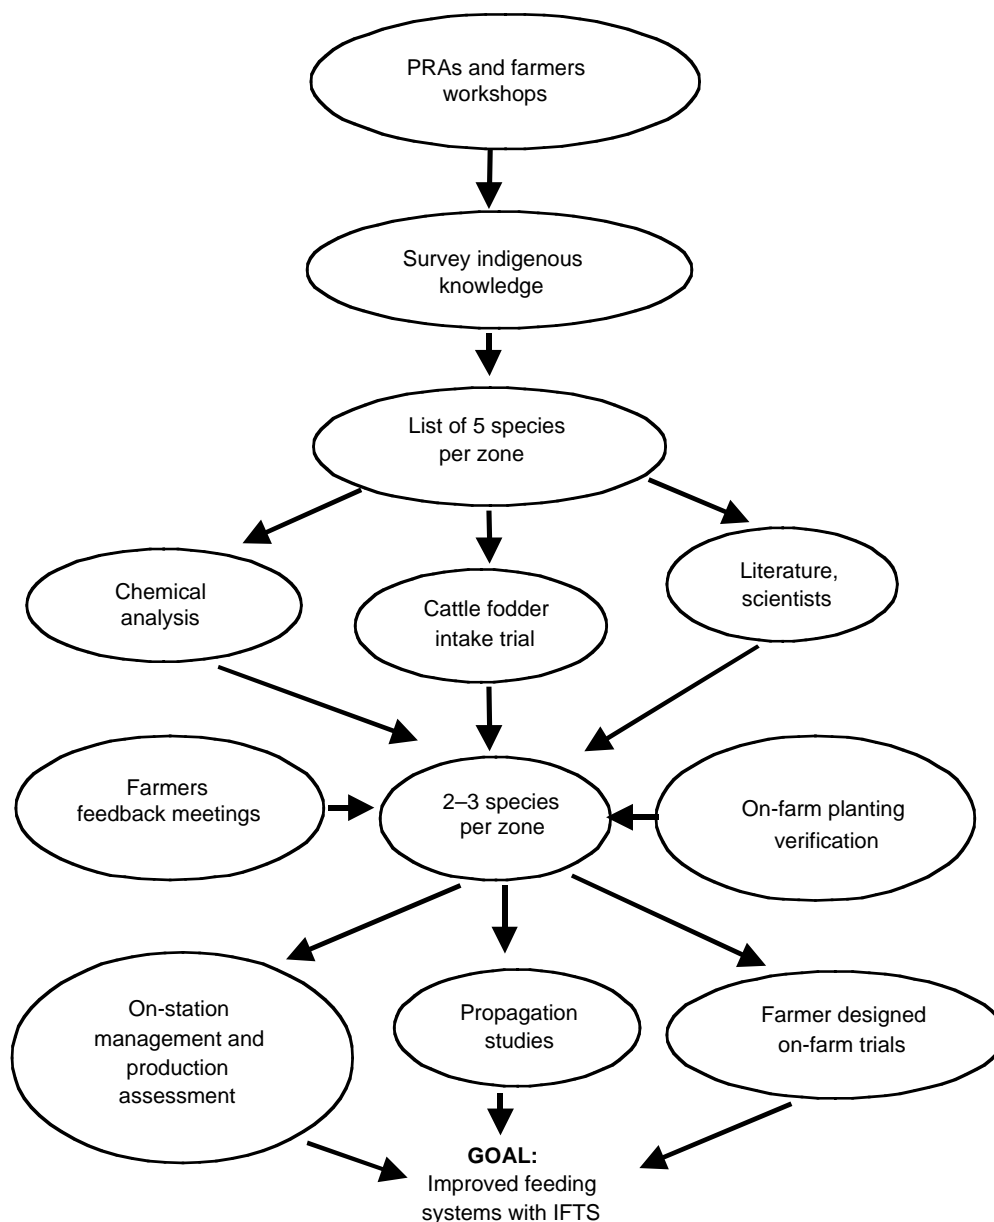 PRAs and farmers
workshops
Survey indigenous
knowledge
List of 5 species
per zone
Chemical
analysis
Cattle fodder
intake trial
Literature,
scientists
Farmers
feedback meetings
2–3 species
per zone
On-farm planting
verification
On-station
management and
production
assessment
Propagation
studies
Farmer designed
on-farm trials
GOAL:
Improved feeding
systems with IFTS